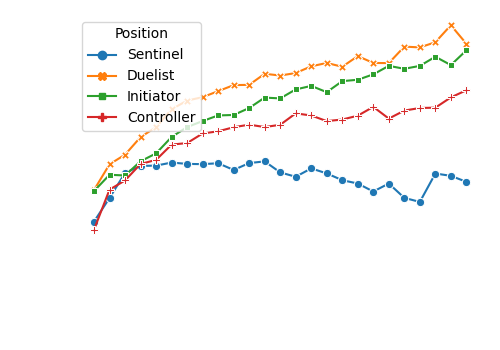 Position
Sentinel
Duelist
Initiator
Controller